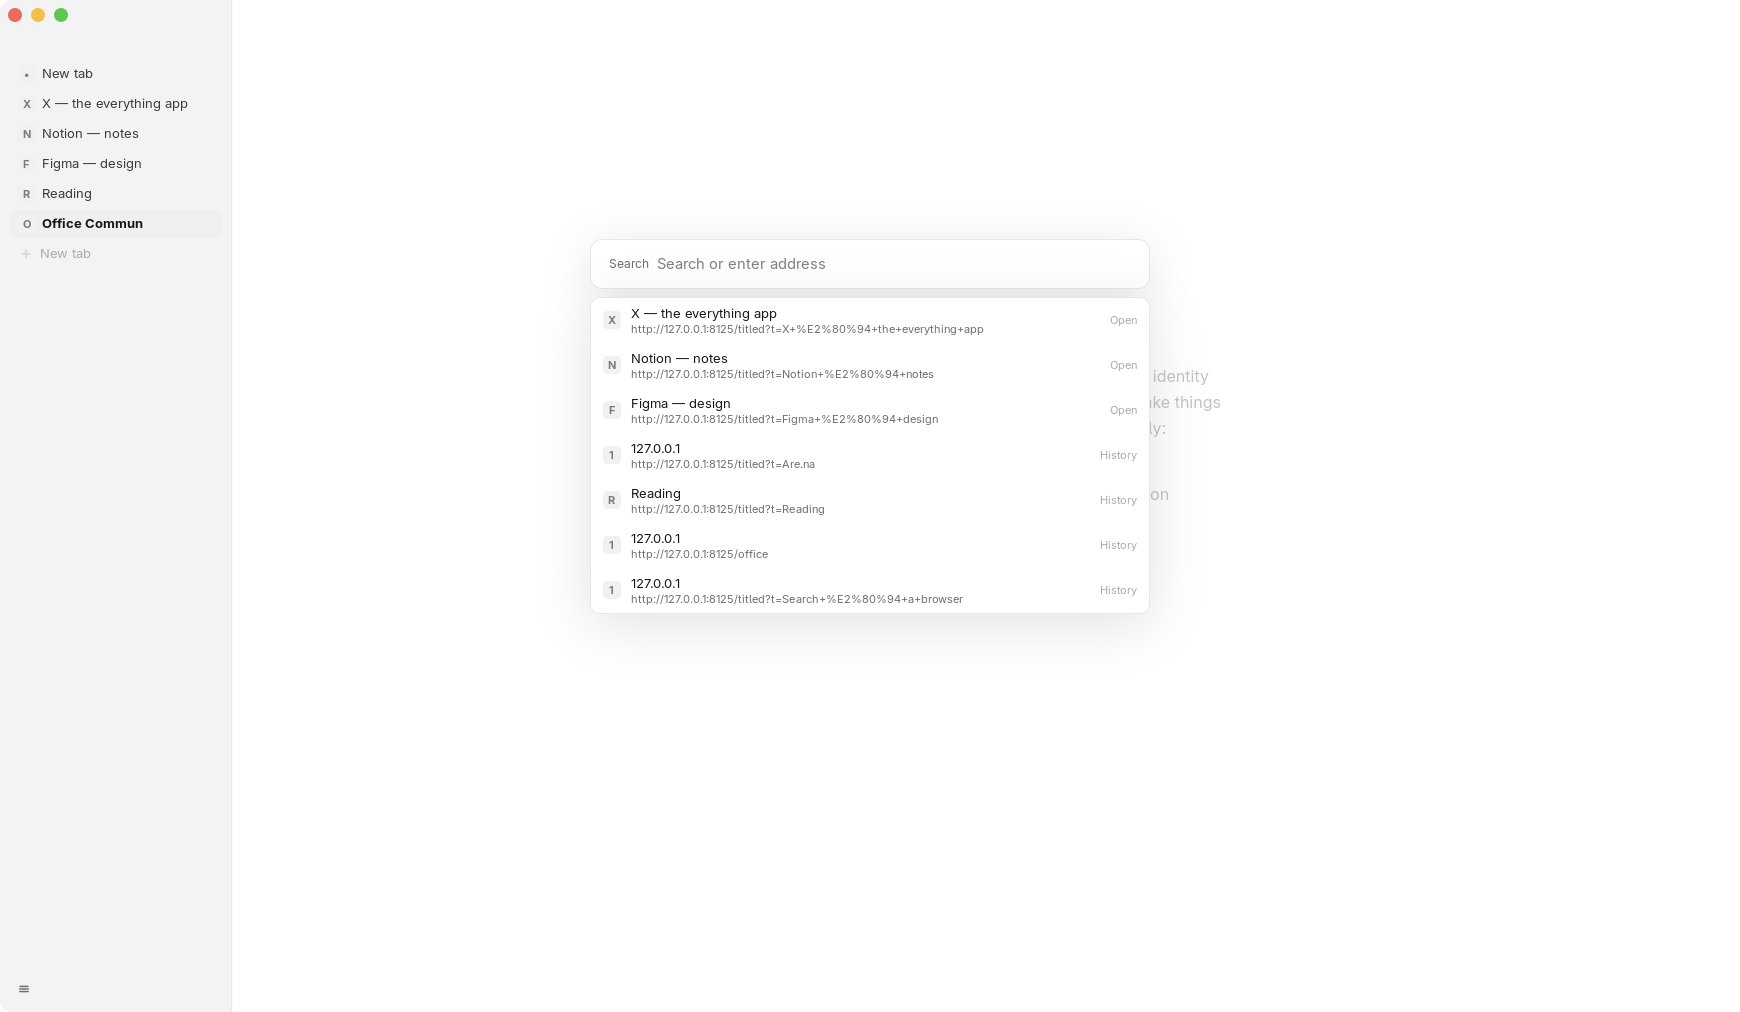 • New tab
X X — the everything app
N Notion — notes
F Figma — design
R Reading
O Office Commun
+ New tab
Search Search or enter address
X X — the everything app
http://127.0.0.1:8125/titled?t=X+%E2%80%94+the+everything+app
Open
N Notion — notes
http://127.0.0.1:8125/titled?t=Notion+%E2%80%94+notes
Open
F Figma — design
http://127.0.0.1:8125/titled?t=Figma+%E2%80%94+design
Open
1 127.0.0.1
http://127.0.0.1:8125/titled?t=Are.na
History
R Reading
http://127.0.0.1:8125/titled?t=Reading
History
1 127.0.0.1
http://127.0.0.1:8125/office
History
1 127.0.0.1
http://127.0.0.1:8125/titled?t=Search+%E2%80%94+a+browser
History
identity
things
on